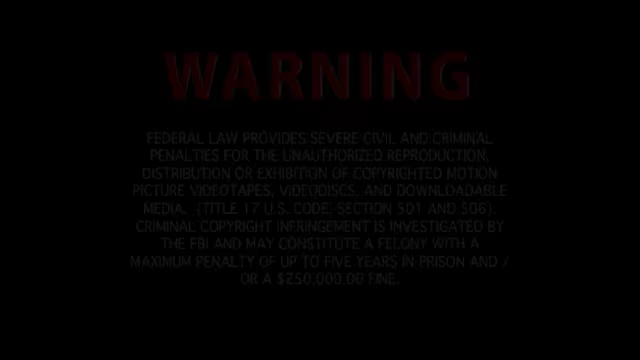 WARNING
FEDERAL LAW PROVIDES SEVERE CIVIL AND CRIMINAL
PENALTIES FOR THE UNAUTHORIZED REPRODUCTION,
DISTRIBUTION OR EXHIBITION OF COPYRIGHTED MOTION
PICTURE VIDEOTAPES, VIDEODISCS, AND DOWNLOADABLE
MEDIA. (TITLE 17 U.S. CODE, SECTION 501 AND 506).
CRIMINAL COPYRIGHT INFRINGEMENT IS INVESTIGATED BY
THE FBI AND MAY CONSTITUTE A FELONY WITH A
MAXIMUM PENALTY OF UP TO FIVE YEARS IN PRISON AND /
OR A $250,000.00 FINE.